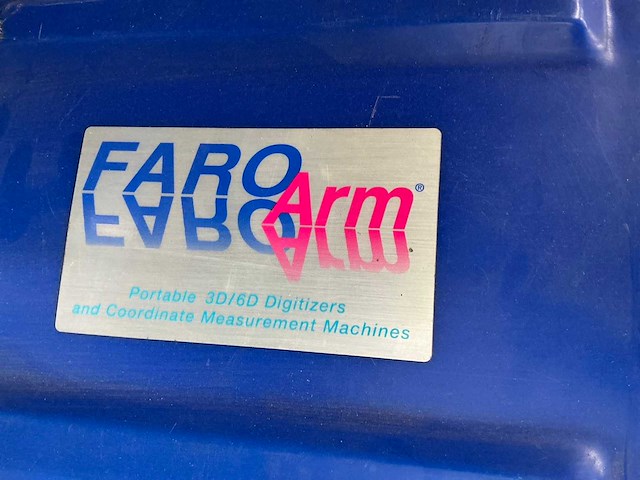 FARO Arm®
Portable 3D/6D Digitizers
and Coordinate Measurement Machines